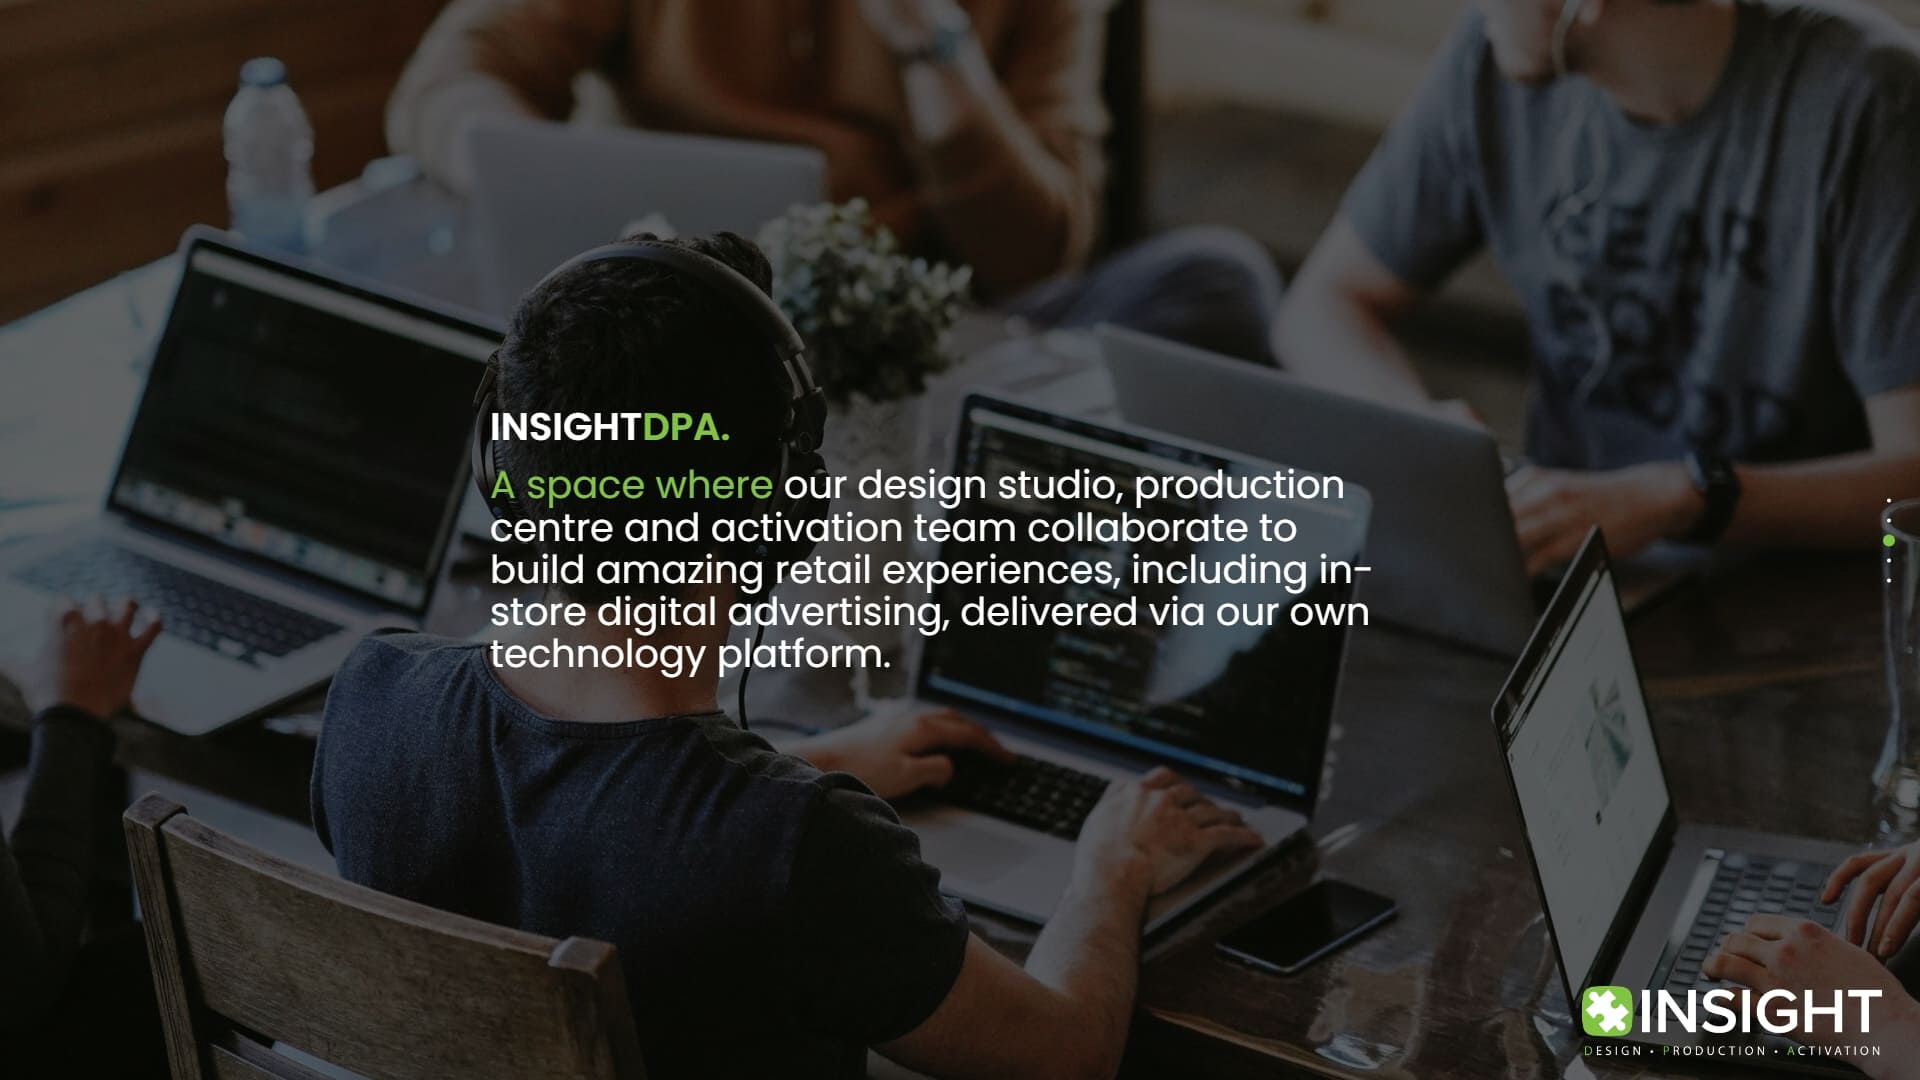 INSIGHTDPA.
A space where our design studio, production
centre and activation team collaborate to
build amazing retail experiences, including in-
store digital advertising, delivered via our own
technology platform.
INSIGHT
DESIGN • PRODUCTION • ACTIVATION